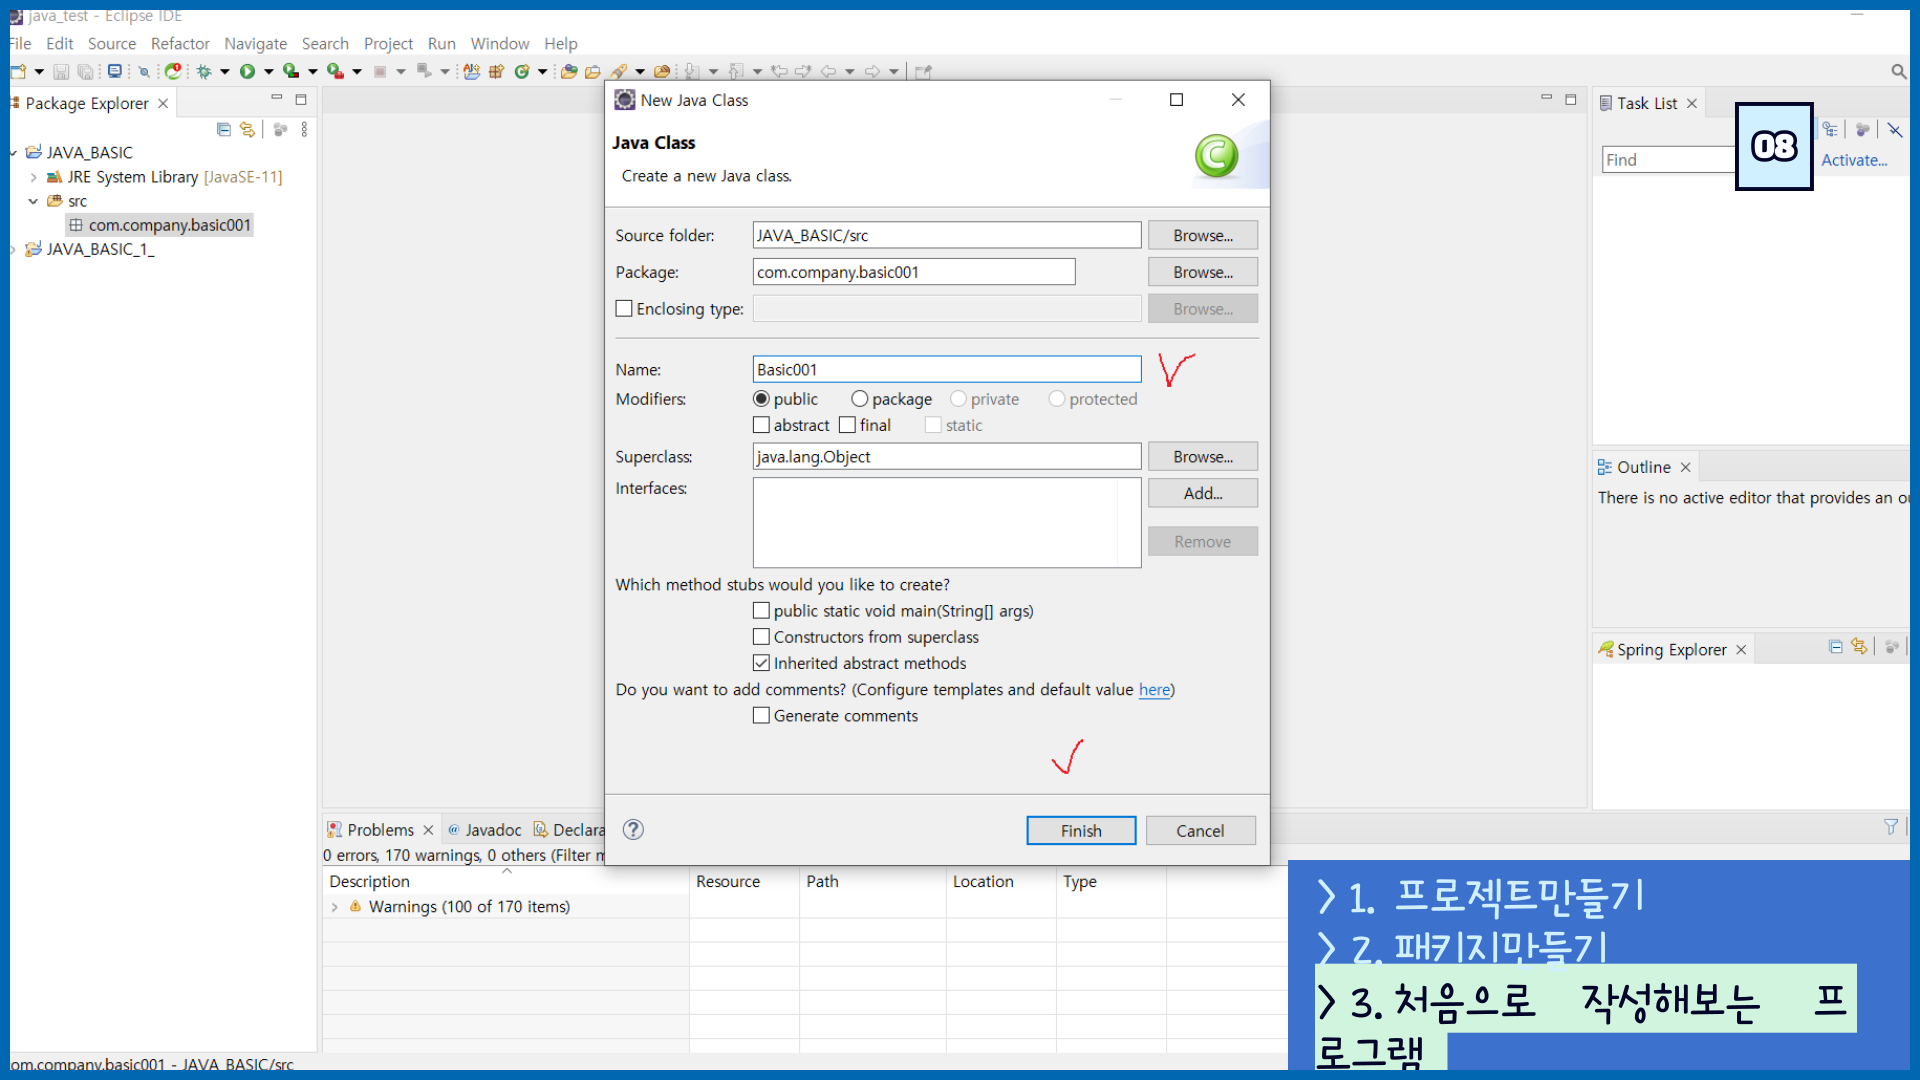 java_test - Eclipse IDE
File Edit Source Refactor Navigate Search Project Run Window Help
Package Explorer
JAVA_BASIC
JRE System Library [JavaSE-11]
src
com.company.basic001
JAVA_BASIC_1_
New Java Class
Java Class
Create a new Java class.
Source folder: JAVA_BASIC/src Browse...
Package: com.company.basic001 Browse...
Enclosing type: Browse...
Name: Basic001
Modifiers: public package private protected
abstract final static
Superclass: java.lang.Object Browse...
Interfaces: Add...
Remove
Which method stubs would you like to create?
public static void main(String[] args)
Constructors from superclass
Inherited abstract methods
Do you want to add comments? (Configure templates and default value here)
Generate comments
Finish Cancel
Task List
08
Find Activate...
Outline
There is no active editor that provides an
Spring Explorer
Problems Javadoc Declara
0 errors, 170 warnings, 0 others (Filter
Description Resource Path Location Type
Warnings (100 of 170 items)
om.company.basic001 - JAVA_BASIC/src
> 1. 프로젝트만들기
> 2. 패키지만들기
> 3. 처음으로 작성해보는 프
로그램